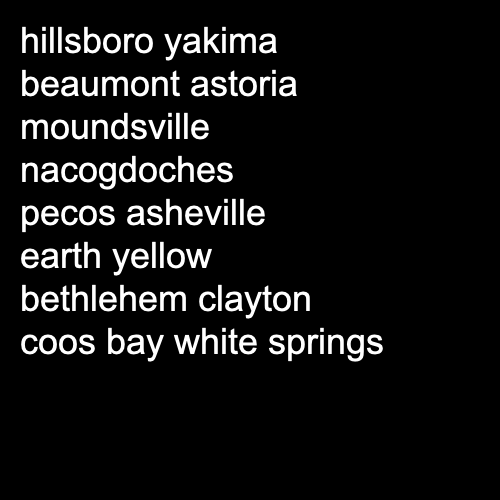 hillsboro yakima
beaumont astoria
moundsville
nacogdoches
pecos asheville
earth yellow
bethlehem clayton
coos bay white springs